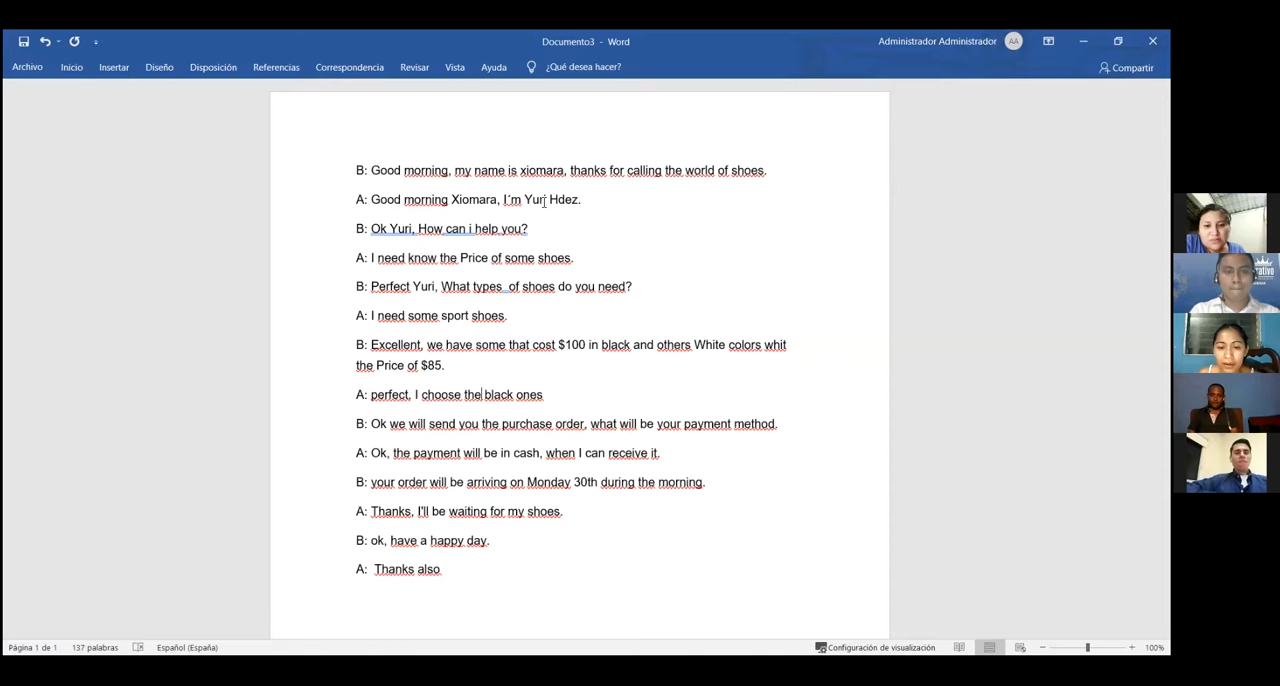 Documento3 - Word
Administrador Administrador
AA
Archivo
Inicio
Insertar
Diseño
Disposición
Referencias
Correspondencia
Revisar
Vista
Ayuda
¿Qué desea hacer?
Compartir
B: Good morning, my name is xiomara, thanks for calling the world of shoes.
A: Good morning Xiomara, I´m Yuri Hdez.
B: Ok Yuri, How can i help you?
A: I need know the Price of some shoes.
B: Perfect Yuri, What types  of shoes do you need?
A: I need some sport shoes.
B: Excellent, we have some that cost $100 in black and others White colors whit
the Price of $85.
A: perfect, I choose the black ones
B: Ok we will send you the purchase order, what will be your payment method.
A: Ok, the payment will be in cash, when I can receive it.
B: your order will be arriving on Monday 30th during the morning.
A: Thanks, I'll be waiting for my shoes.
B: ok, have a happy day.
A:  Thanks also
Página 1 de 1
137 palabras
Español (España)
Configuración de visualización
100%